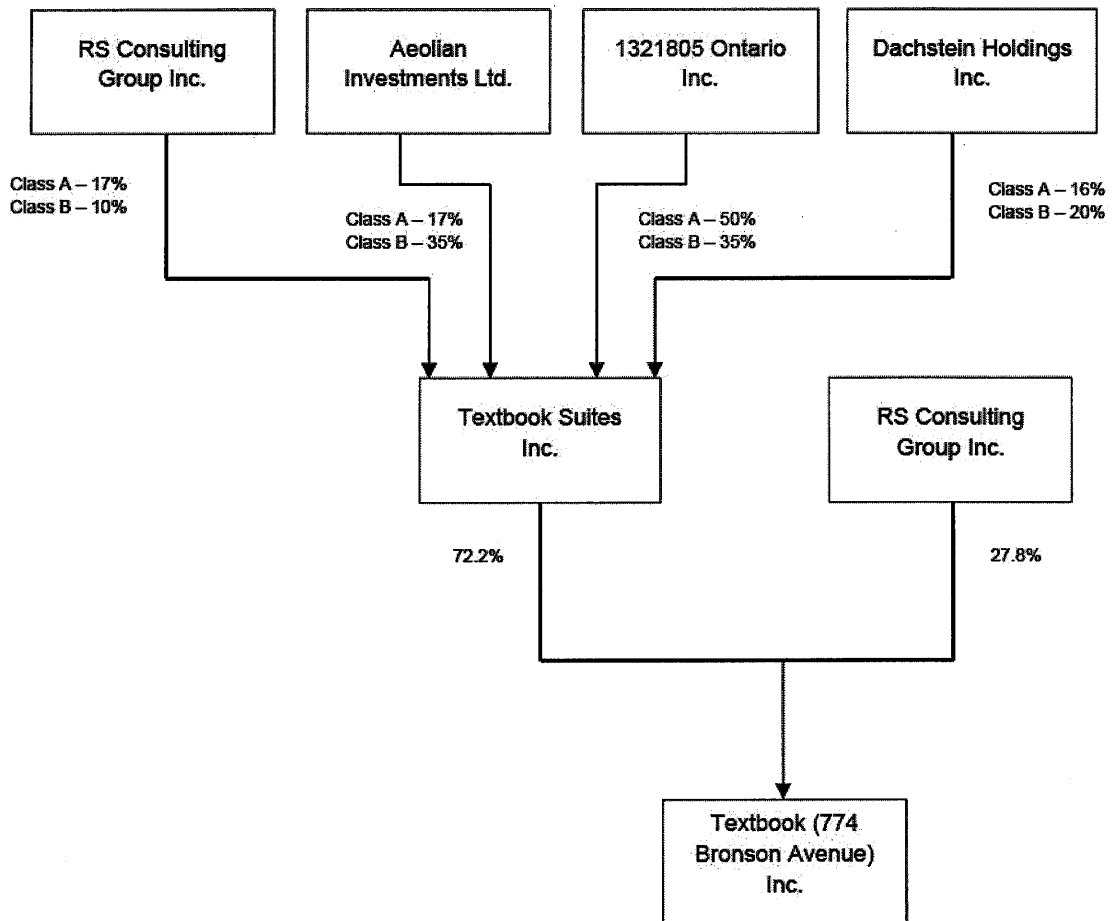 RS Consulting
Group Inc.
Aeolian
Investments Ltd.
1321805 Ontario
Inc.
Dachstein Holdings
Inc.
Class A – 17%
Class B – 10%
Class A – 17%
Class B – 35%
Class A – 50%
Class B – 35%
Class A – 16%
Class B – 20%
Textbook Suites
Inc.
RS Consulting
Group Inc.
72.2%
27.8%
Textbook (774
Bronson Avenue)
Inc.